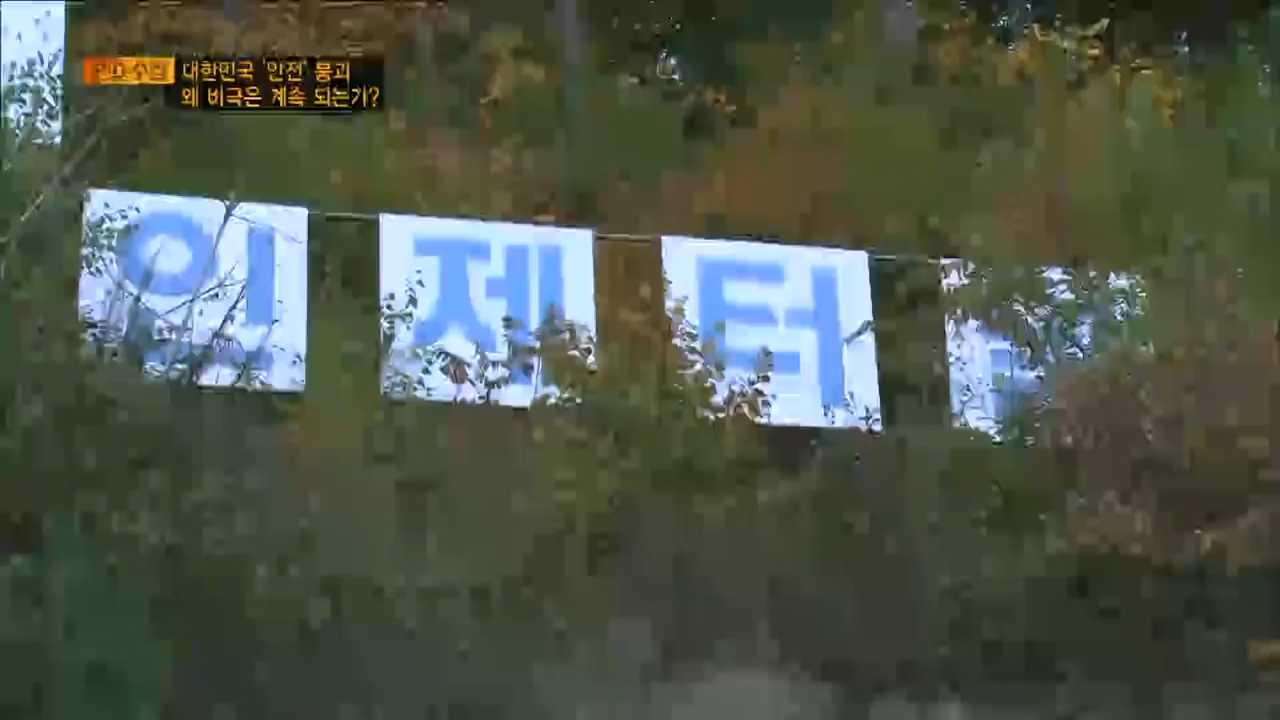 대한민국 '안전' 붕괴
왜 비극은 계속 되는가?
인제터